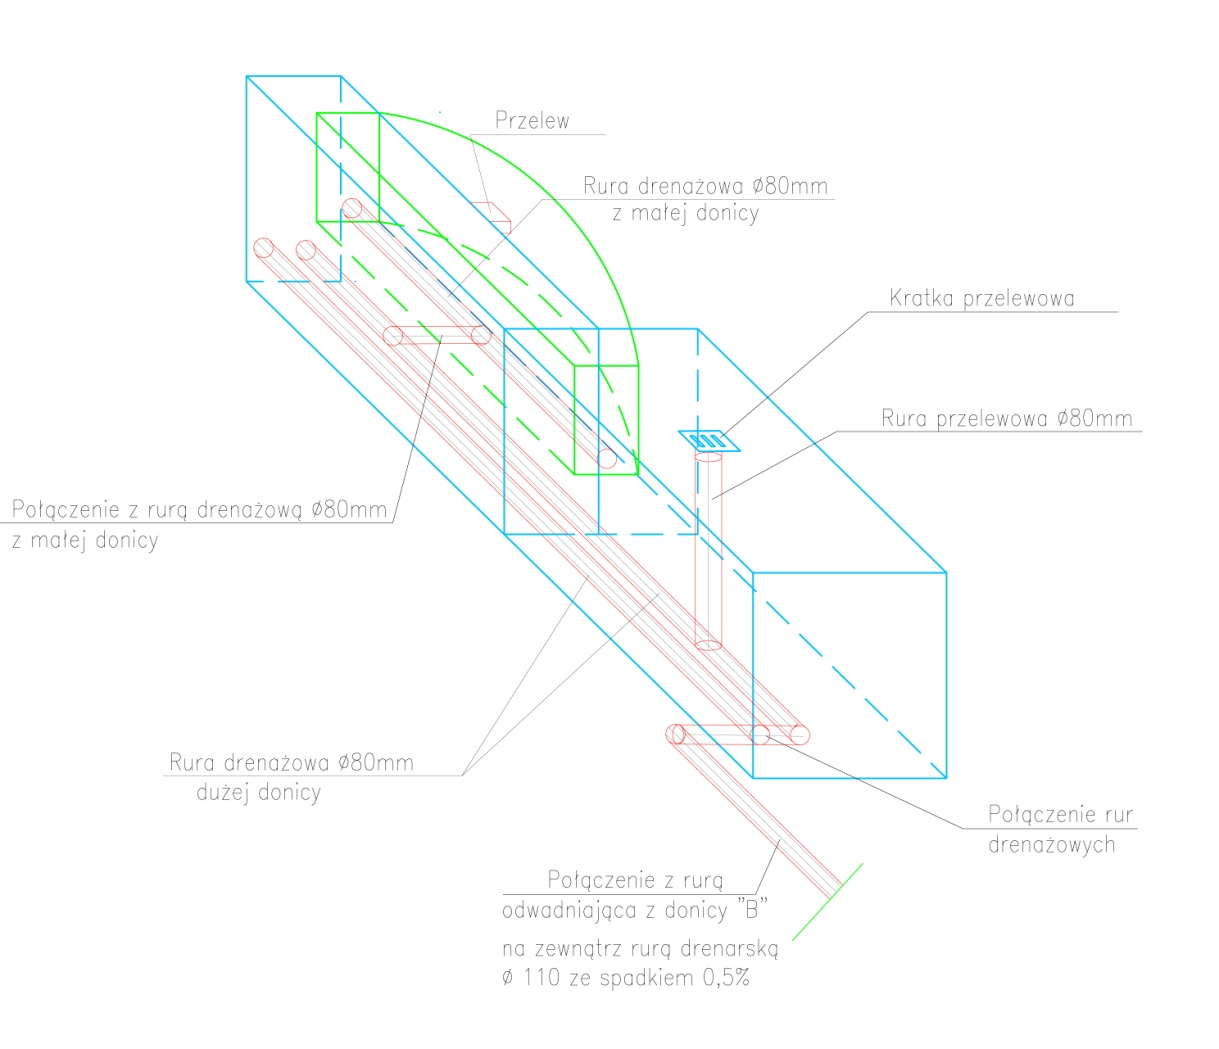 Przelew
Rura drenażowa Ø80mm
z małej donicy
Kratka przelewowa
Rura przelewowa Ø80mm
Połączenie z rurą drenażową Ø80mm
z małej donicy
Rura drenażowa Ø80mm
dużej donicy
Połączenie rur
drenażowych
Połączenie z rurą
odwadniająca z donicy "B"
na zewnątrz rurą drenarską
Ø 110 ze spadkiem 0,5%